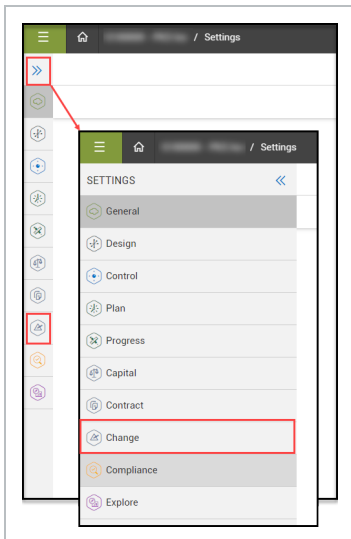 / Settings
/ Settings
SETTINGS
General
Design
Control
Plan
Progress
Capital
Contract
Change
Compliance
Explore